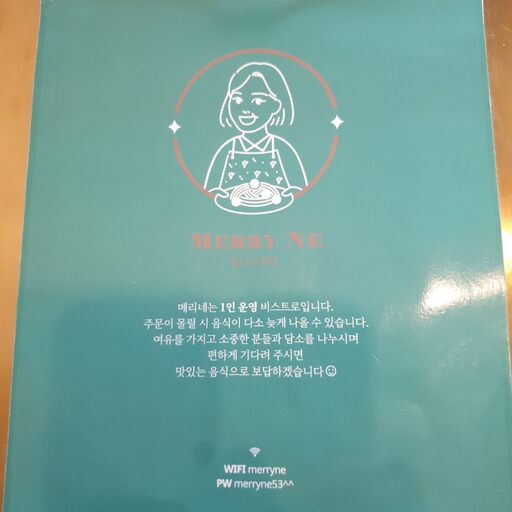 MERRY NE
BISTRO
메리네는 1인 운영 비스트로입니다.
주문이 몰릴 시 음식이 다소 늦게 나올 수 있습니다.
여유를 가지고 소중한 분들과 담소를 나누시며
편하게 기다려 주시면
맛있는 음식으로 보답하겠습니다☺
WIFI merryne
PW merryne53^^